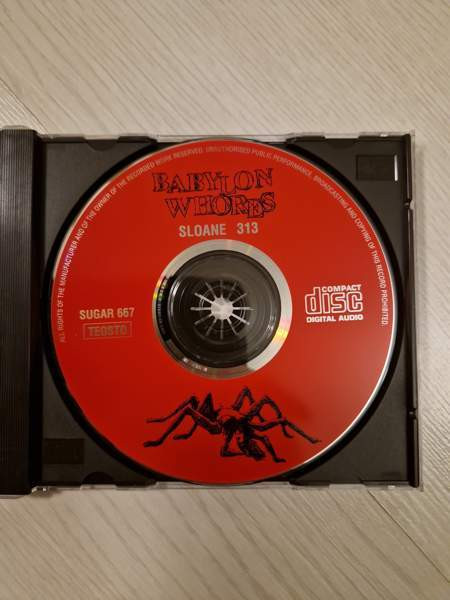 ALL RIGHTS OF THE MANUFACTURER AND OF THE OWNER OF THE RECORDED WORK RESERVED. UNAUTHORISED PUBLIC PERFORMANCE, BROADCASTING AND COPYING OF THIS RECORD PROHIBITED.
BABYLON
WHORES
SLOANE 313
SUGAR 667
TEOSTO
COMPACT
disc
DIGITAL AUDIO